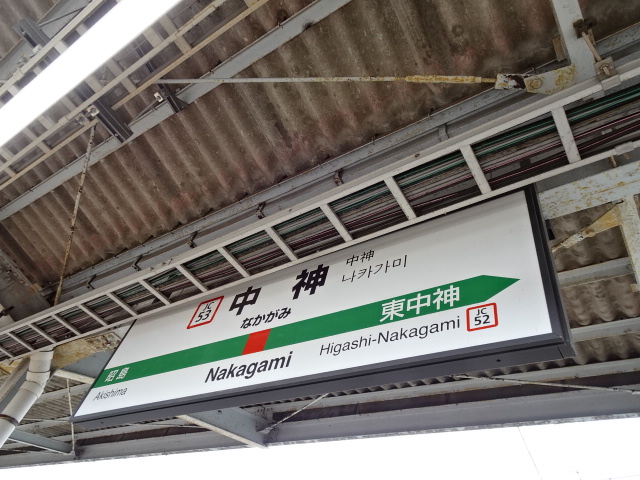 JC
53
中神
中神
나카가미
なかがみ
昭島
東中神
Akishima
Nakagami
Higashi-Nakagami
JC
52